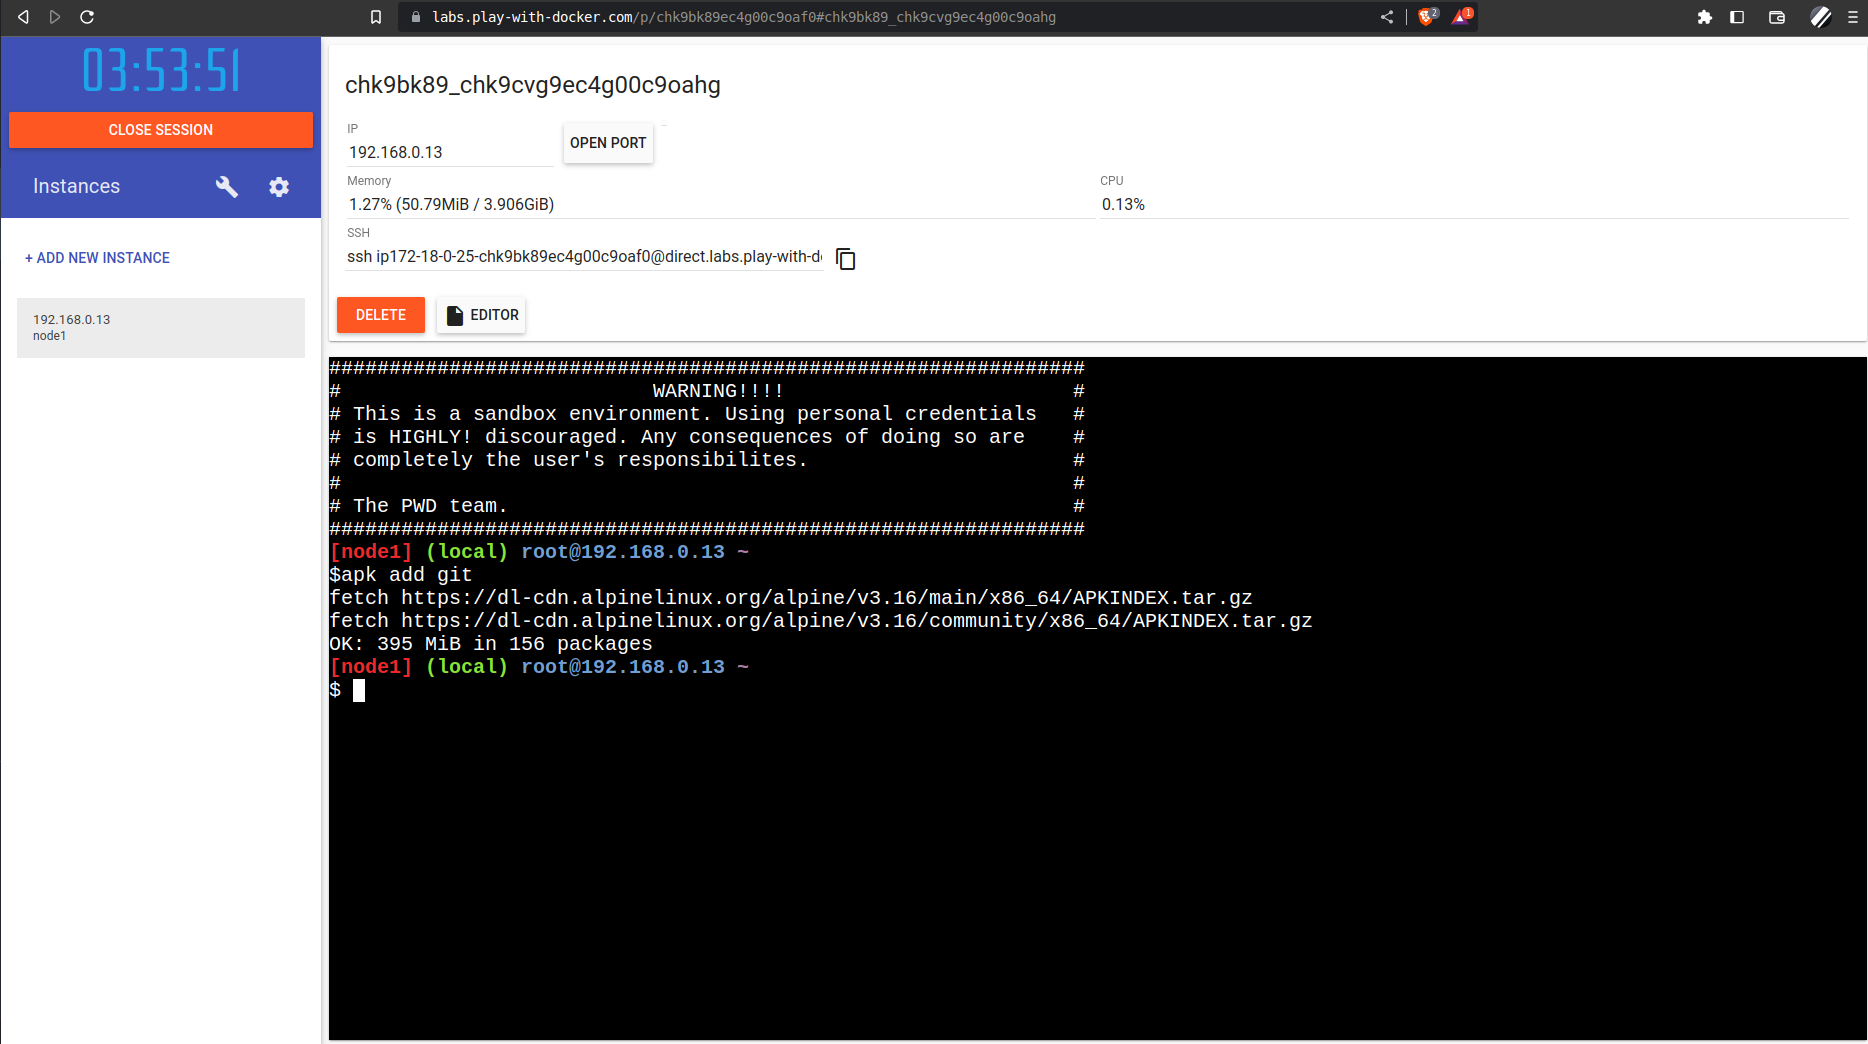 labs.play-with-docker.com/p/chk9bk89ec4g00c9oaf0#chk9bk89_chk9cvg9ec4g00c9oahg
2
1
03:53:51
CLOSE SESSION
Instances
+ ADD NEW INSTANCE
192.168.0.13
node1
chk9bk89_chk9cvg9ec4g00c9oahg
IP
192.168.0.13
OPEN PORT
Memory
1.27% (50.79MiB / 3.906GiB)
CPU
0.13%
SSH
ssh ip172-18-0-25-chk9bk89ec4g00c9oaf0@direct.labs.play-with-d
DELETE
EDITOR
###############################################################
#                          WARNING!!!!                        #
# This is a sandbox environment. Using personal credentials   #
# is HIGHLY! discouraged. Any consequences of doing so are    #
# completely the user's responsibilites.                      #
#                                                             #
# The PWD team.                                               #
###############################################################
[node1] (local) root@192.168.0.13 ~
$apk add git
fetch https://dl-cdn.alpinelinux.org/alpine/v3.16/main/x86_64/APKINDEX.tar.gz
fetch https://dl-cdn.alpinelinux.org/alpine/v3.16/community/x86_64/APKINDEX.tar.gz
OK: 395 MiB in 156 packages
[node1] (local) root@192.168.0.13 ~
$